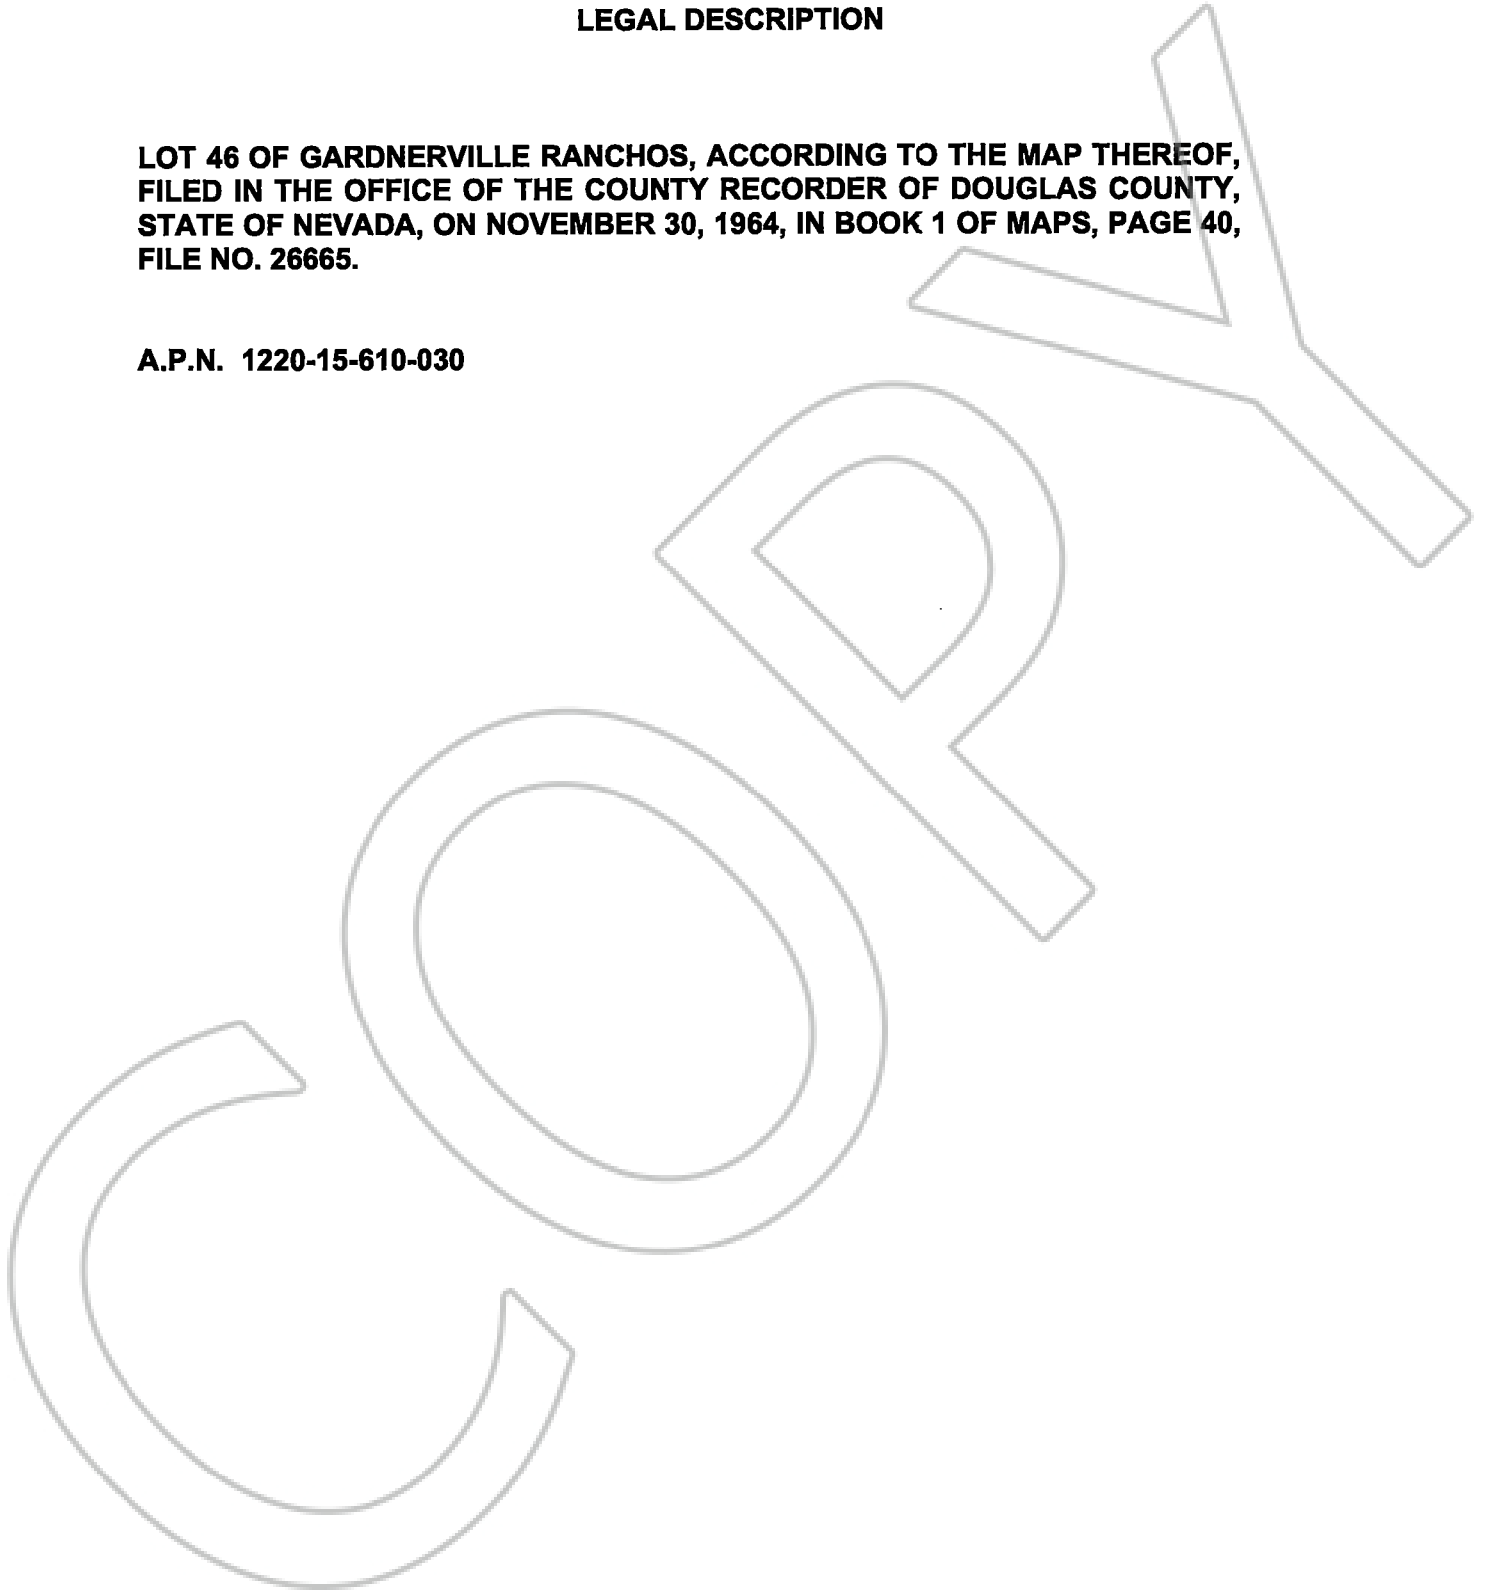 LEGAL DESCRIPTION
LOT 46 OF GARDNERVILLE RANCHOS, ACCORDING TO THE MAP THEREOF,
FILED IN THE OFFICE OF THE COUNTY RECORDER OF DOUGLAS COUNTY,
STATE OF NEVADA, ON NOVEMBER 30, 1964, IN BOOK 1 OF MAPS, PAGE 40,
FILE NO. 26665.
A.P.N. 1220-15-610-030
COPY